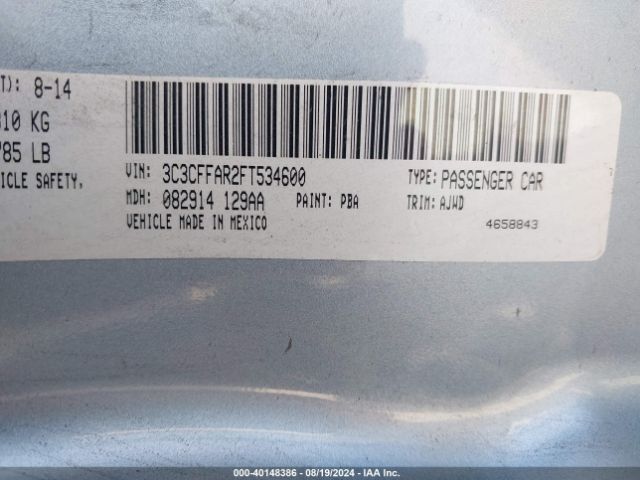 T): 8-14
10 KG
785 LB
ICLE SAFETY,
VIN: 3C3CFFAR2FT534600 TYPE: PASSENGER CAR
MDH: 082914 129AA PAINT: PBA TRIM: AJWD
VEHICLE MADE IN MEXICO 4658843
000-40148386 - 08/19/2024 - IAA Inc.